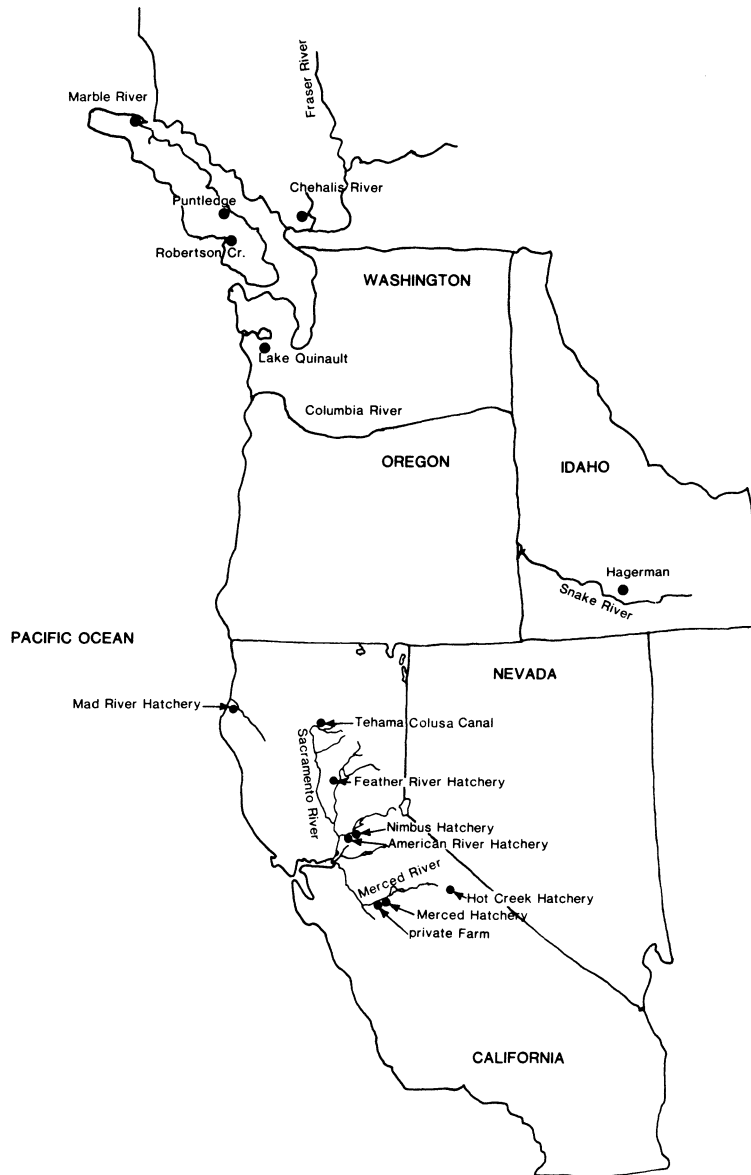 Fraser River
Marble River
Chehalis River
Puntledge
Robertson Cr.
WASHINGTON
Lake Quinault
Columbia River
OREGON
IDAHO
Hagerman
Snake River
PACIFIC OCEAN
NEVADA
Mad River Hatchery
Tehama Colusa Canal
Sacramento River
Feather River Hatchery
Nimbus Hatchery
American River Hatchery
Merced River
Hot Creek Hatchery
Merced Hatchery
private Farm
CALIFORNIA